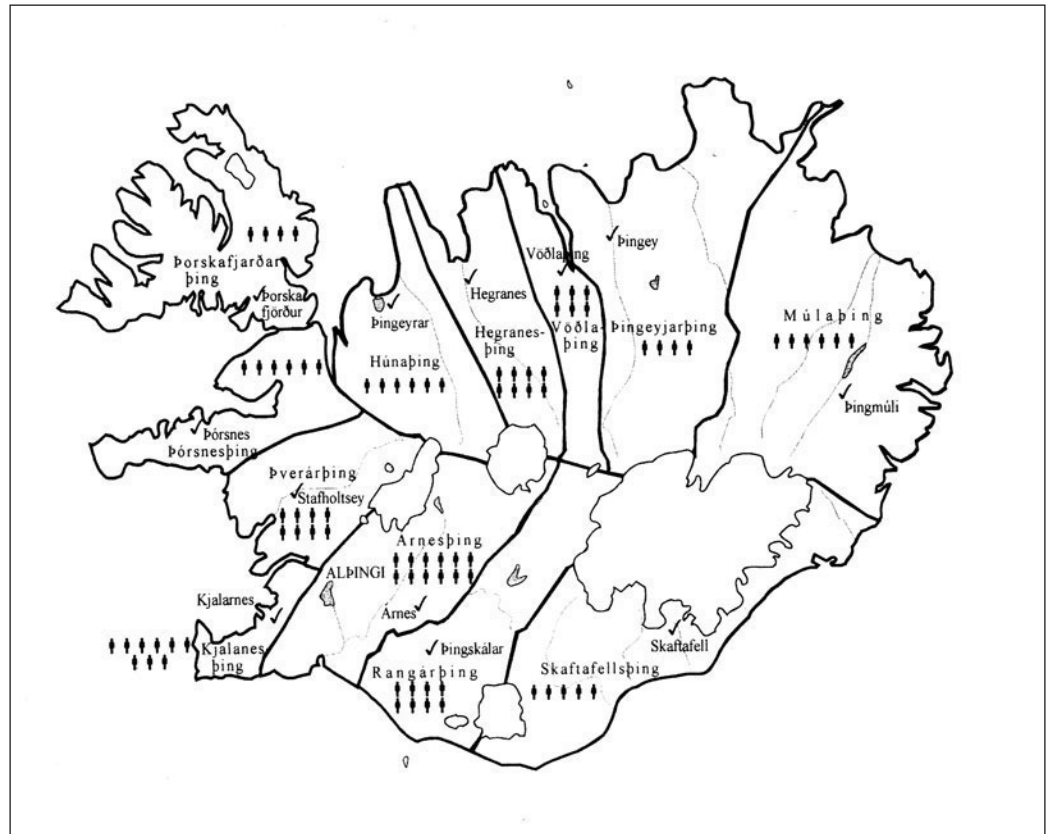 Þorskafjarðar
þing
Þorska
fjörður
Þórsnes
Þórsnesþing
Þingeyrar
Húnaþing
Hegranes
Hegranes-
þing
Vöðlaþing
Vöðla-
þing
Þingey
Þingeyjarþing
Múlaþing
Þingmúli
Þverárþing
Stafholtsey
Árnesþing
ALÞINGI
Árnes
Kjalarnes
Kjalanes-
þing
Þingskálar
Rangárþing
Skaftafell
Skaftafellsþing